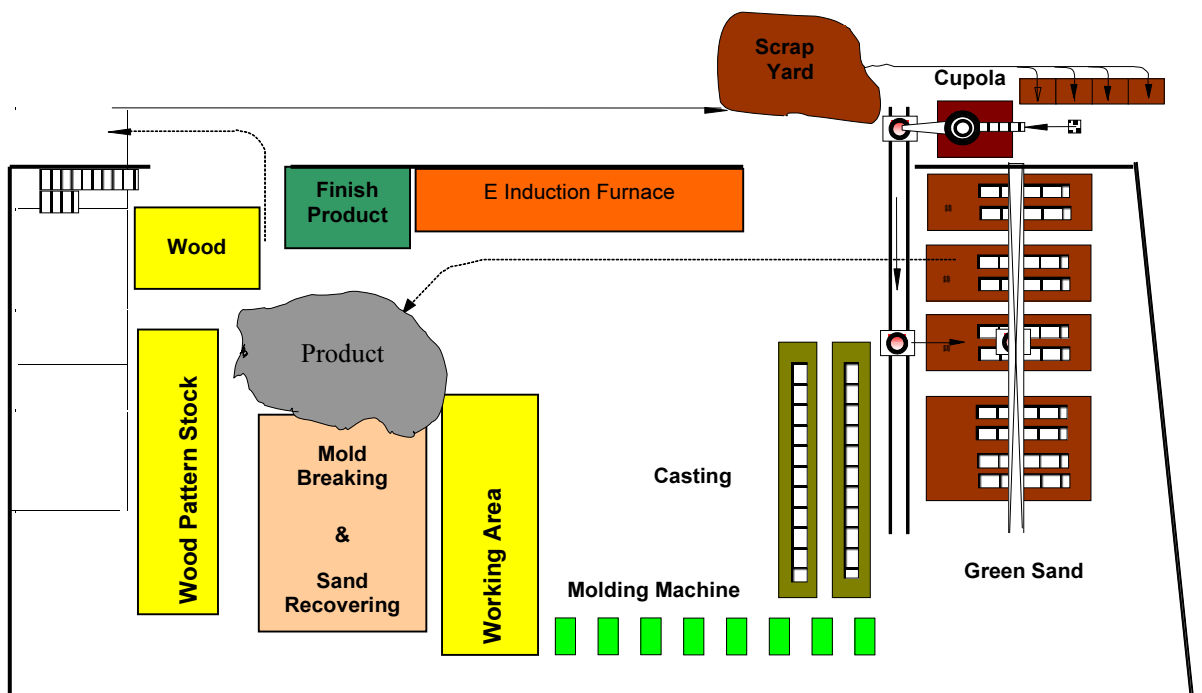 Scrap
Yard
Cupola
Finish
Product
E Induction Furnace
Wood
Product
Wood Pattern Stock
Mold
Breaking
&
Sand
Recovering
Working Area
Casting
Molding Machine
Green Sand